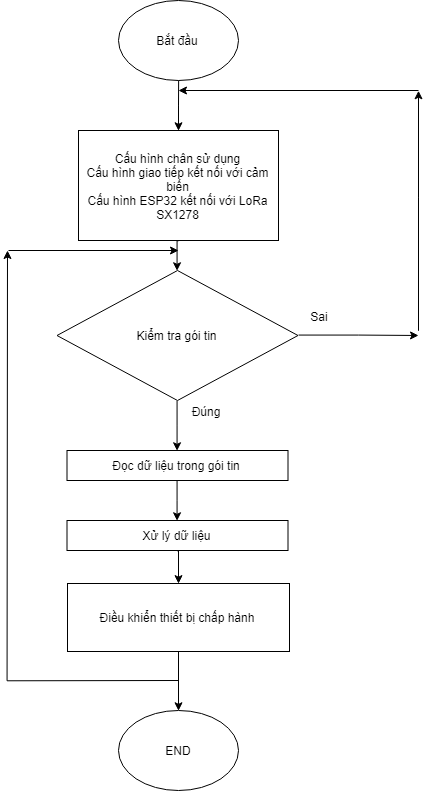 Bắt đầu
Cấu hình chân sử dụng
Cấu hình giao tiếp kết nối với cảm
biến
Cấu hình ESP32 kết nối với LoRa
SX1278
Kiểm tra gói tin
Sai
Đúng
Đọc dữ liệu trong gói tin
Xử lý dữ liệu
Điều khiển thiết bị chấp hành
END